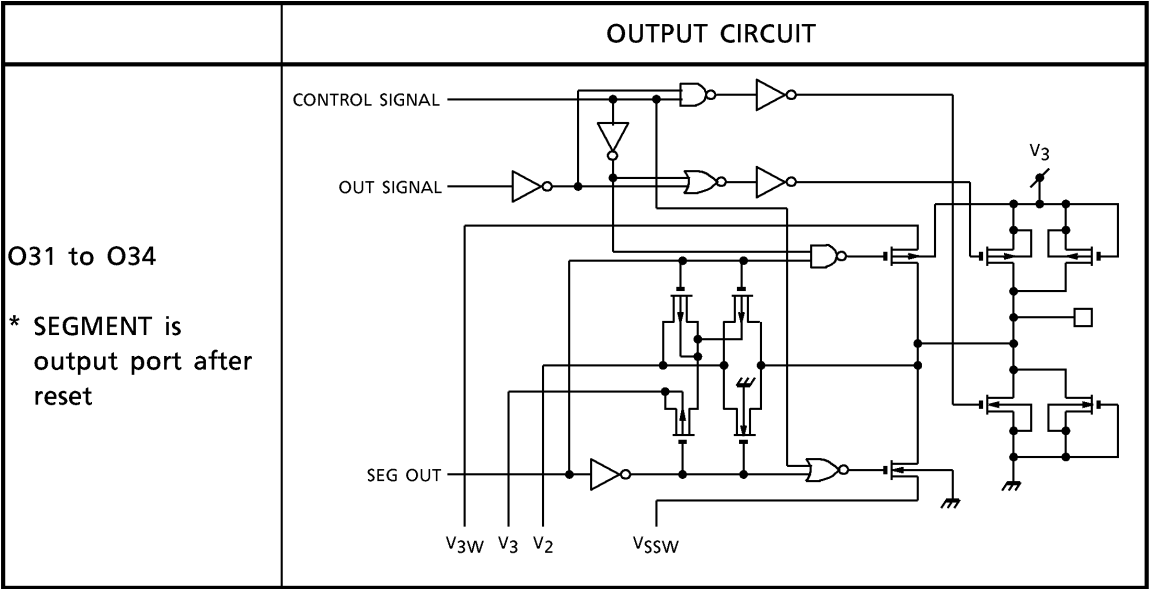 OUTPUT CIRCUIT
O31 to O34
* SEGMENT is
output port after
reset
CONTROL SIGNAL
OUT SIGNAL
V3
SEG OUT
V3W V3 V2 VSSW